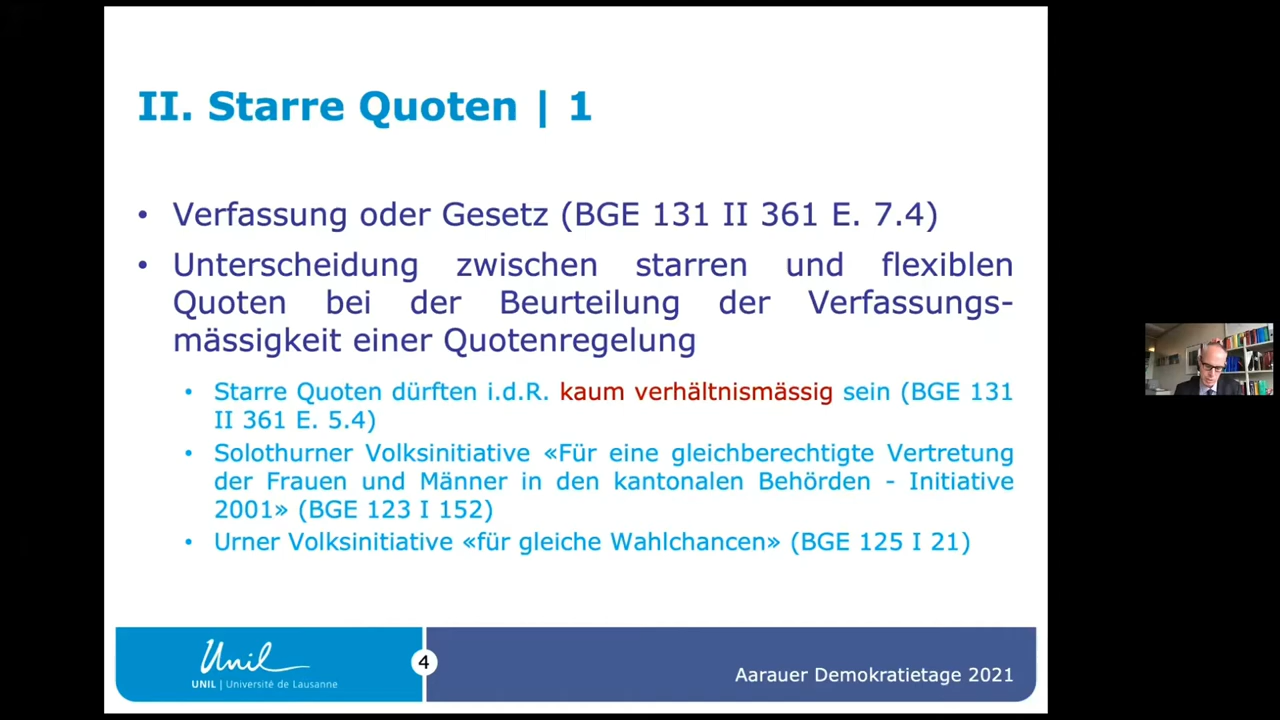 II. Starre Quoten | 1
• Verfassung oder Gesetz (BGE 131 II 361 E. 7.4)
• Unterscheidung zwischen starren und flexiblen
Quoten bei der Beurteilung der Verfassungs-
mässigkeit einer Quotenregelung
• Starre Quoten dürften i.d.R. kaum verhältnismässig sein (BGE 131
II 361 E. 5.4)
• Solothurner Volksinitiative «Für eine gleichberechtigte Vertretung
der Frauen und Männer in den kantonalen Behörden - Initiative
2001» (BGE 123 I 152)
• Urner Volksinitiative «für gleiche Wahlchancen» (BGE 125 I 21)
Unil
UNIL | Université de Lausanne
4
Aarauer Demokratietage 2021